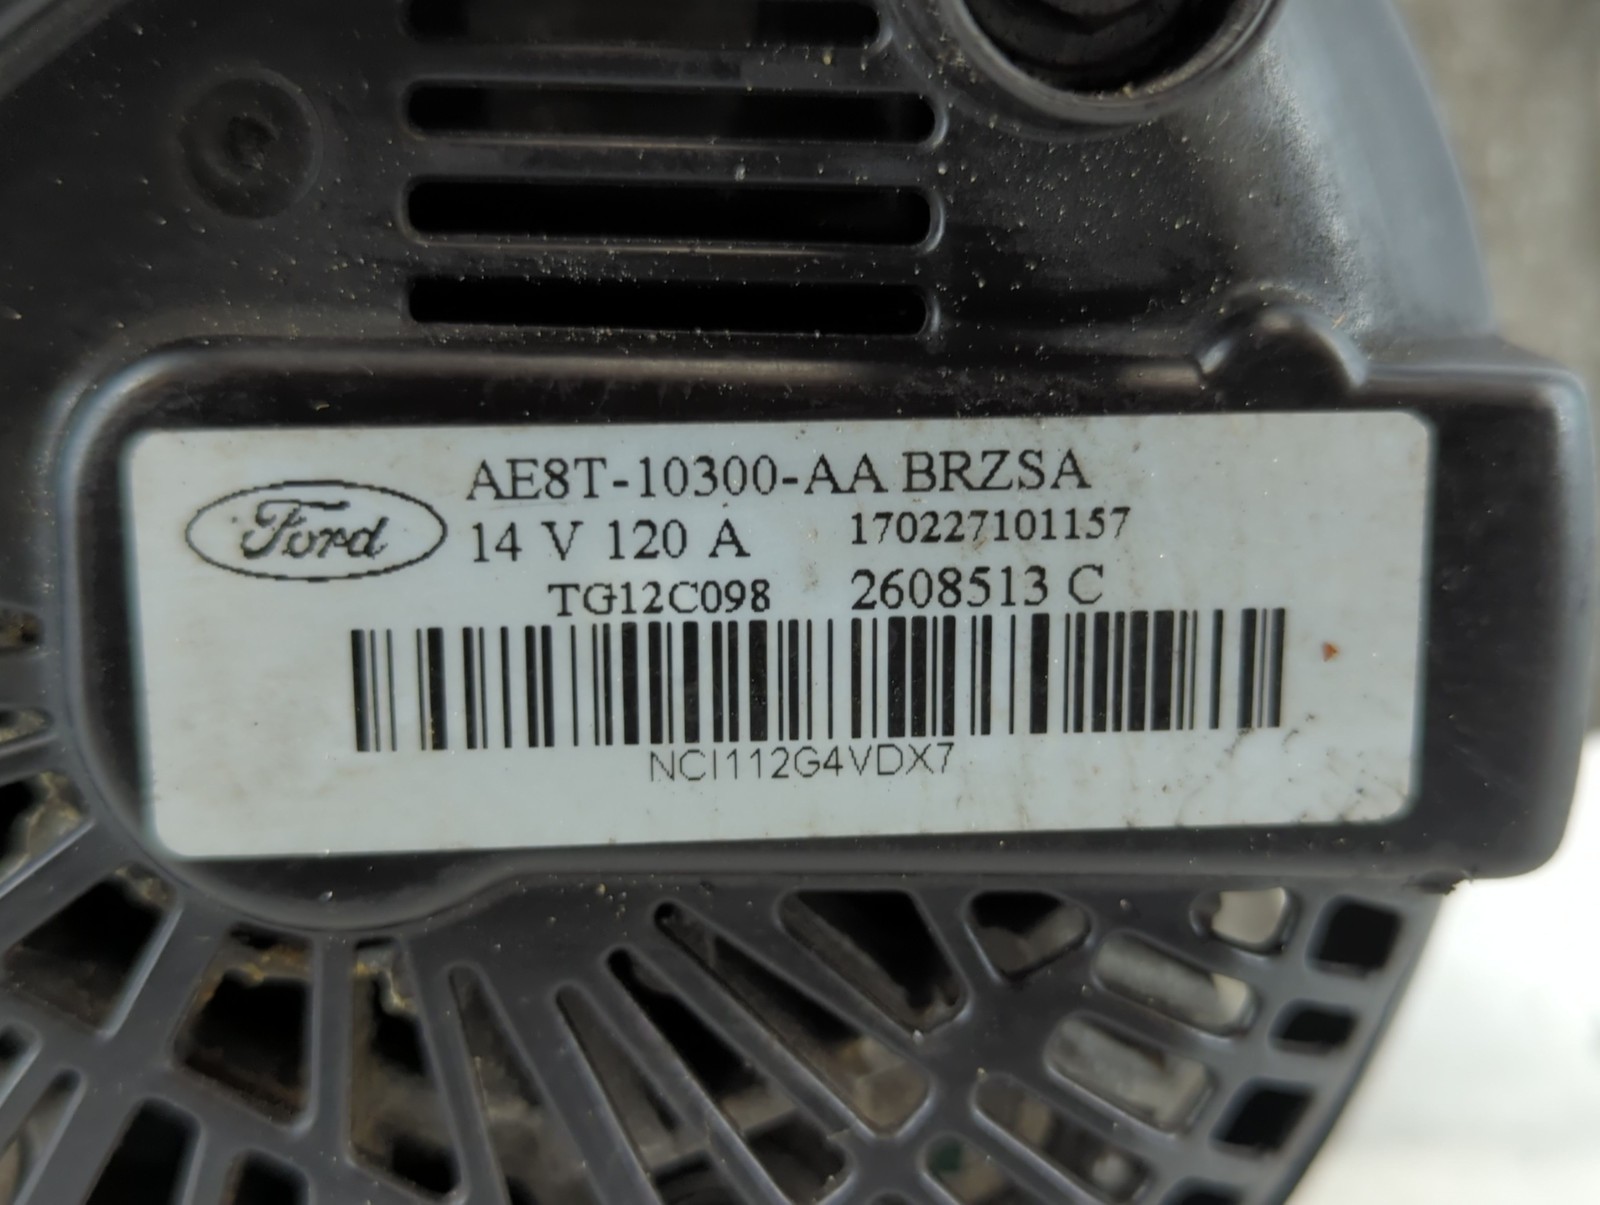 Ford
AE8T-10300-AA BRZSA
14 V 120 A 170227101157
TG12C098 2608513 C
NCI112G4VDX7